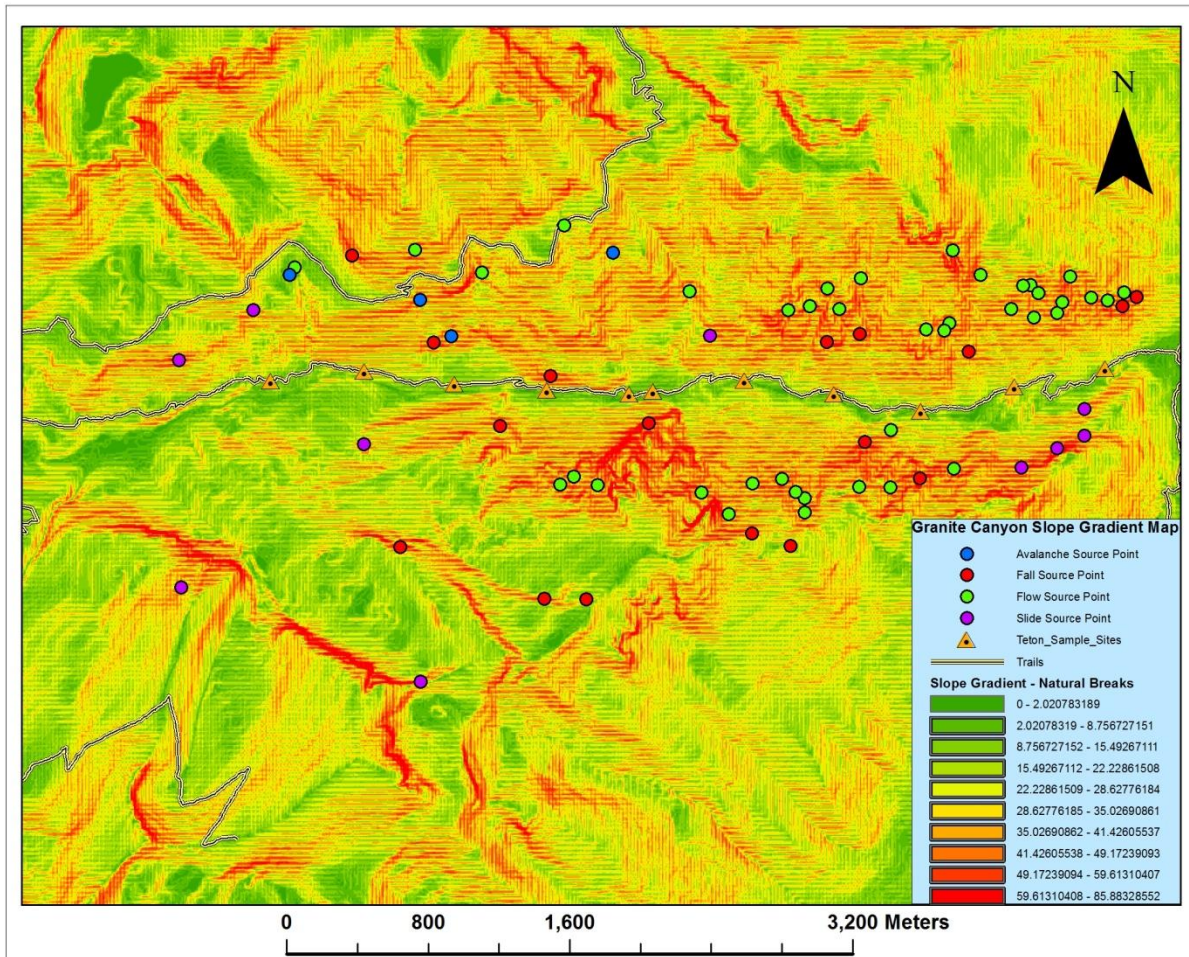 N
Granite Canyon Slope Gradient Map
Avalanche Source Point
Fall Source Point
Flow Source Point
Slide Source Point
Teton_Sample_Sites
Trails
Slope Gradient - Natural Breaks
0 - 2.020783189
2.02078319 - 8.756727151
8.756727152 - 15.49267111
15.49267112 - 22.22861508
22.22861509 - 28.62776184
28.62776185 - 35.02690861
35.02690862 - 41.42605537
41.42605538 - 49.17239093
49.17239094 - 59.61310407
59.61310408 - 85.88328552
0 800 1,600 3,200 Meters